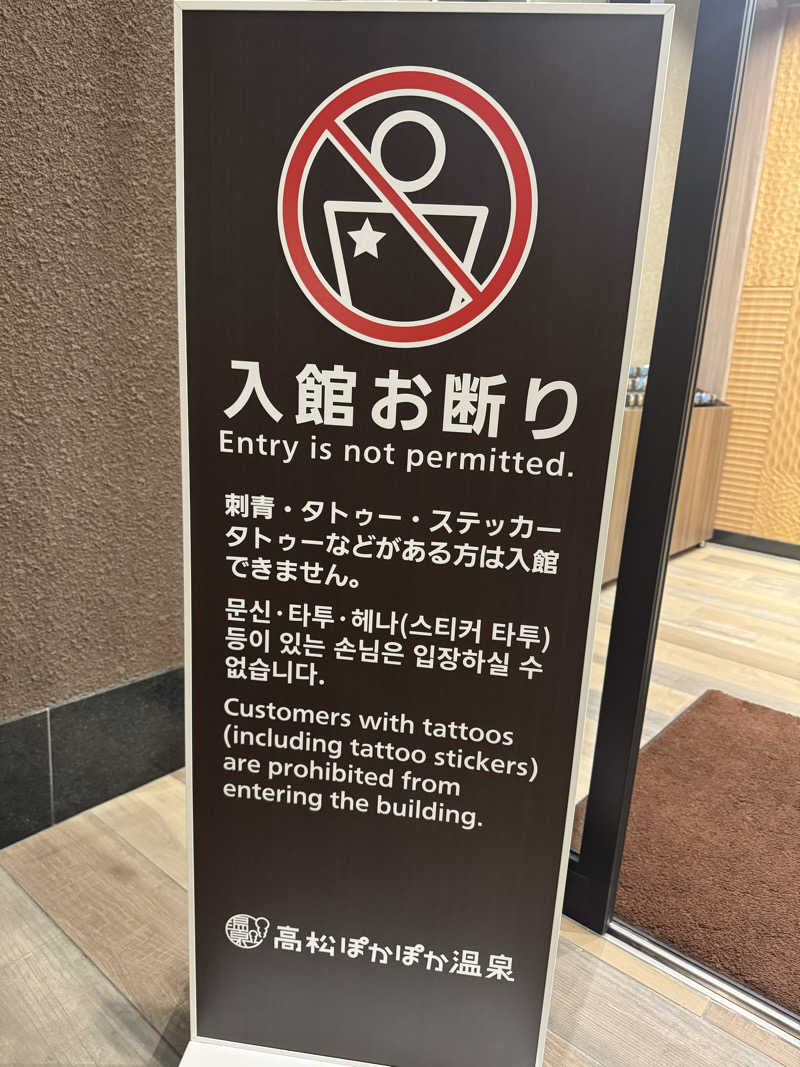 入館お断り
Entry is not permitted.
刺青・タトゥー・ステッカー
タトゥーなどがある方は入館
できません。
문신·타투·헤나(스티커 타투)
등이 있는 손님은 입장하실 수
없습니다.
Customers with tattoos
(including tattoo stickers)
are prohibited from
entering the building.
高松ぽかぽか温泉